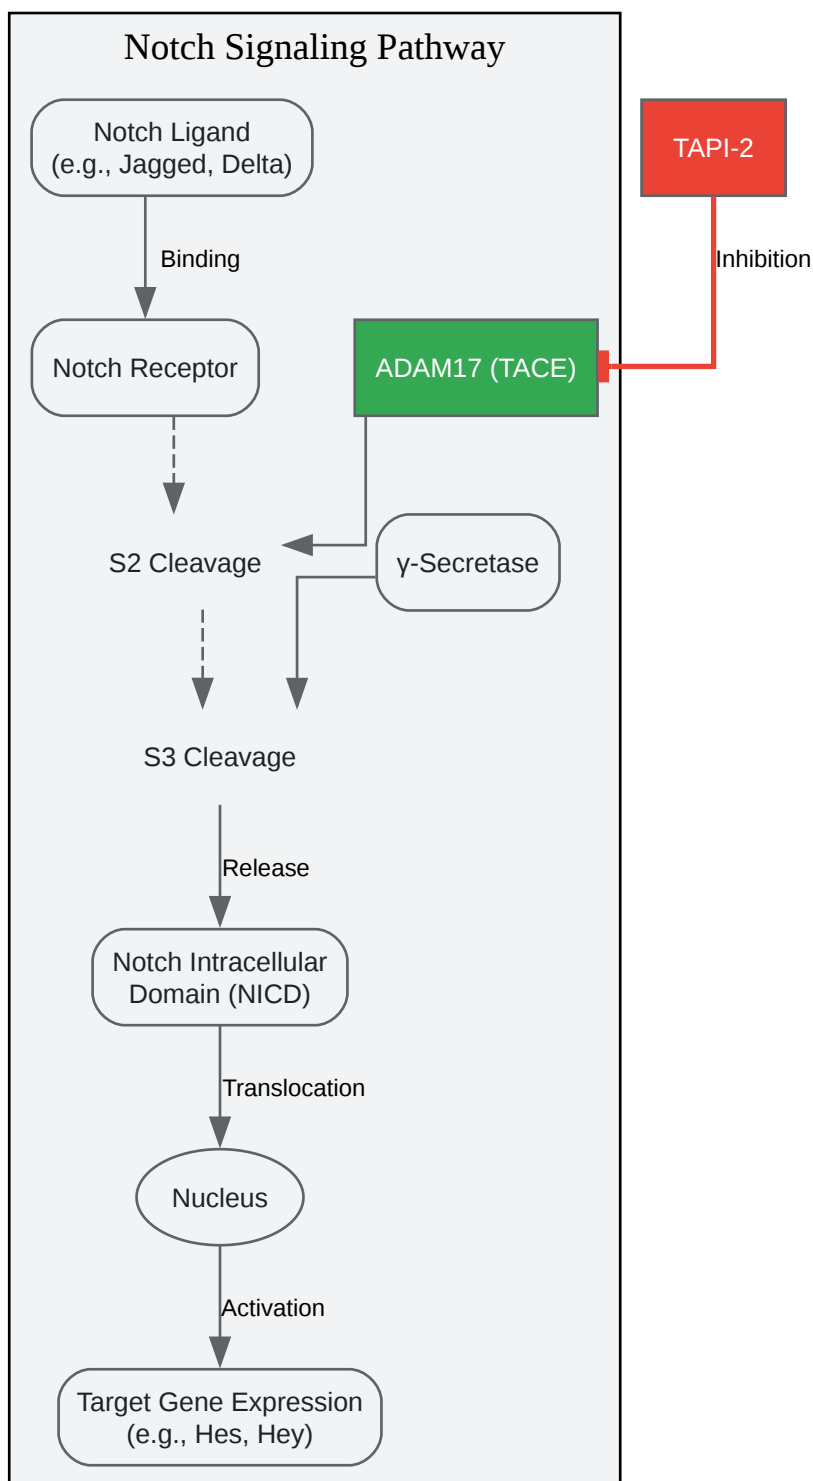 Notch Signaling Pathway
Notch Ligand
(e.g., Jagged, Delta)
TAPI-2
Binding
Inhibition
Notch Receptor
ADAM17 (TACE)
S2 Cleavage
γ-Secretase
S3 Cleavage
Release
Notch Intracellular
Domain (NICD)
Translocation
Nucleus
Activation
Target Gene Expression
(e.g., Hes, Hey)